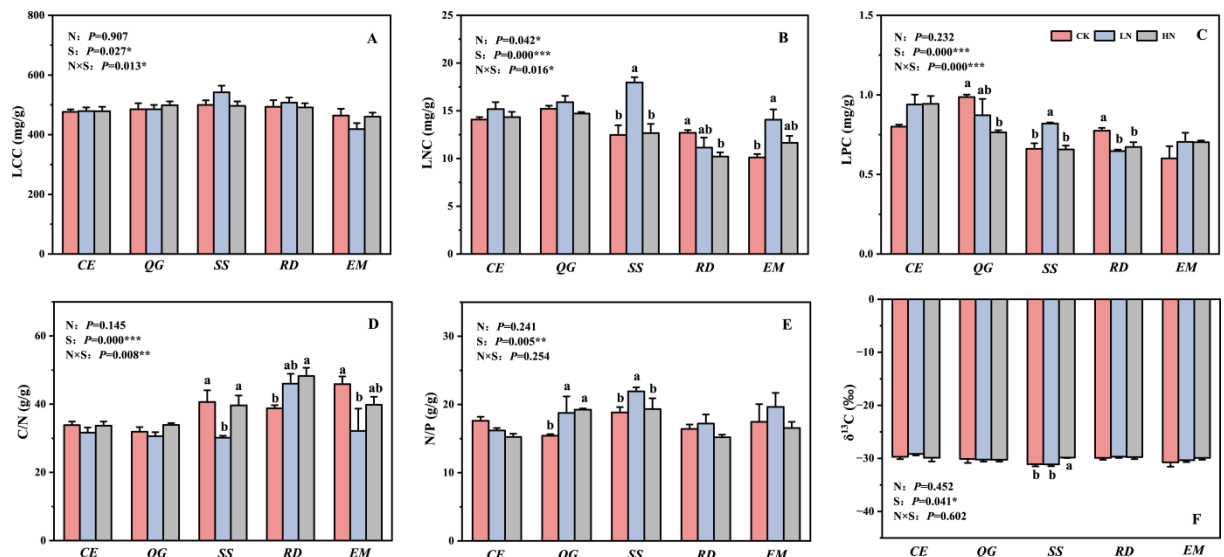 A
N： P=0.907
S： P=0.027*
N×S： P=0.013*
LCC (mg/g)
800
600
400
200
0
CE QG SS RD EM
B
N： P=0.042*
S： P=0.000***
N×S： P=0.016*
LNC (mg/g)
25
20
15
10
5
0
b a b
a ab b
b a ab
CE QG SS RD EM
C
CK LN HN
N： P=0.232
S： P=0.000***
N×S： P=0.000***
LPC (mg/g)
1.5
1.0
0.5
0.0
a ab b
b a b
a b b
CE QG SS RD EM
D
N： P=0.145
S： P=0.000***
N×S： P=0.008**
C/N (g/g)
60
40
20
0
a b a
b ab a
a b ab
CE QG SS RD EM
E
N： P=0.241
S： P=0.005**
N×S： P=0.254
N/P (g/g)
30
20
10
0
b a a
b a b
CE QG SS RD EM
F
N： P=0.452
S： P=0.041*
N×S： P=0.602
δ¹³C (‰)
0
−10
−20
−30
−40
b b a
CE QG SS RD EM